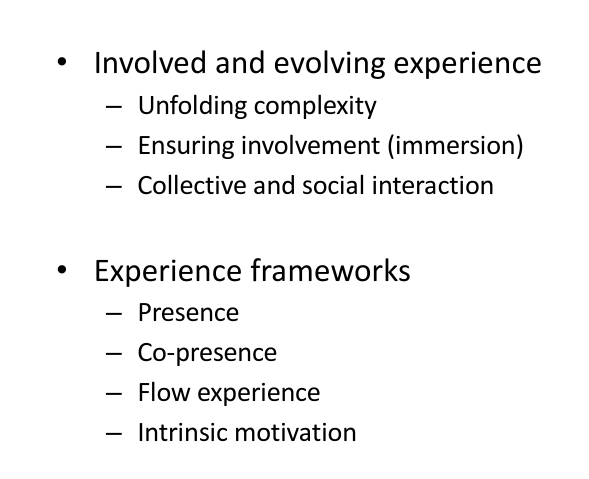 • Involved and evolving experience
– Unfolding complexity
– Ensuring involvement (immersion)
– Collective and social interaction
• Experience frameworks
– Presence
– Co-presence
– Flow experience
– Intrinsic motivation